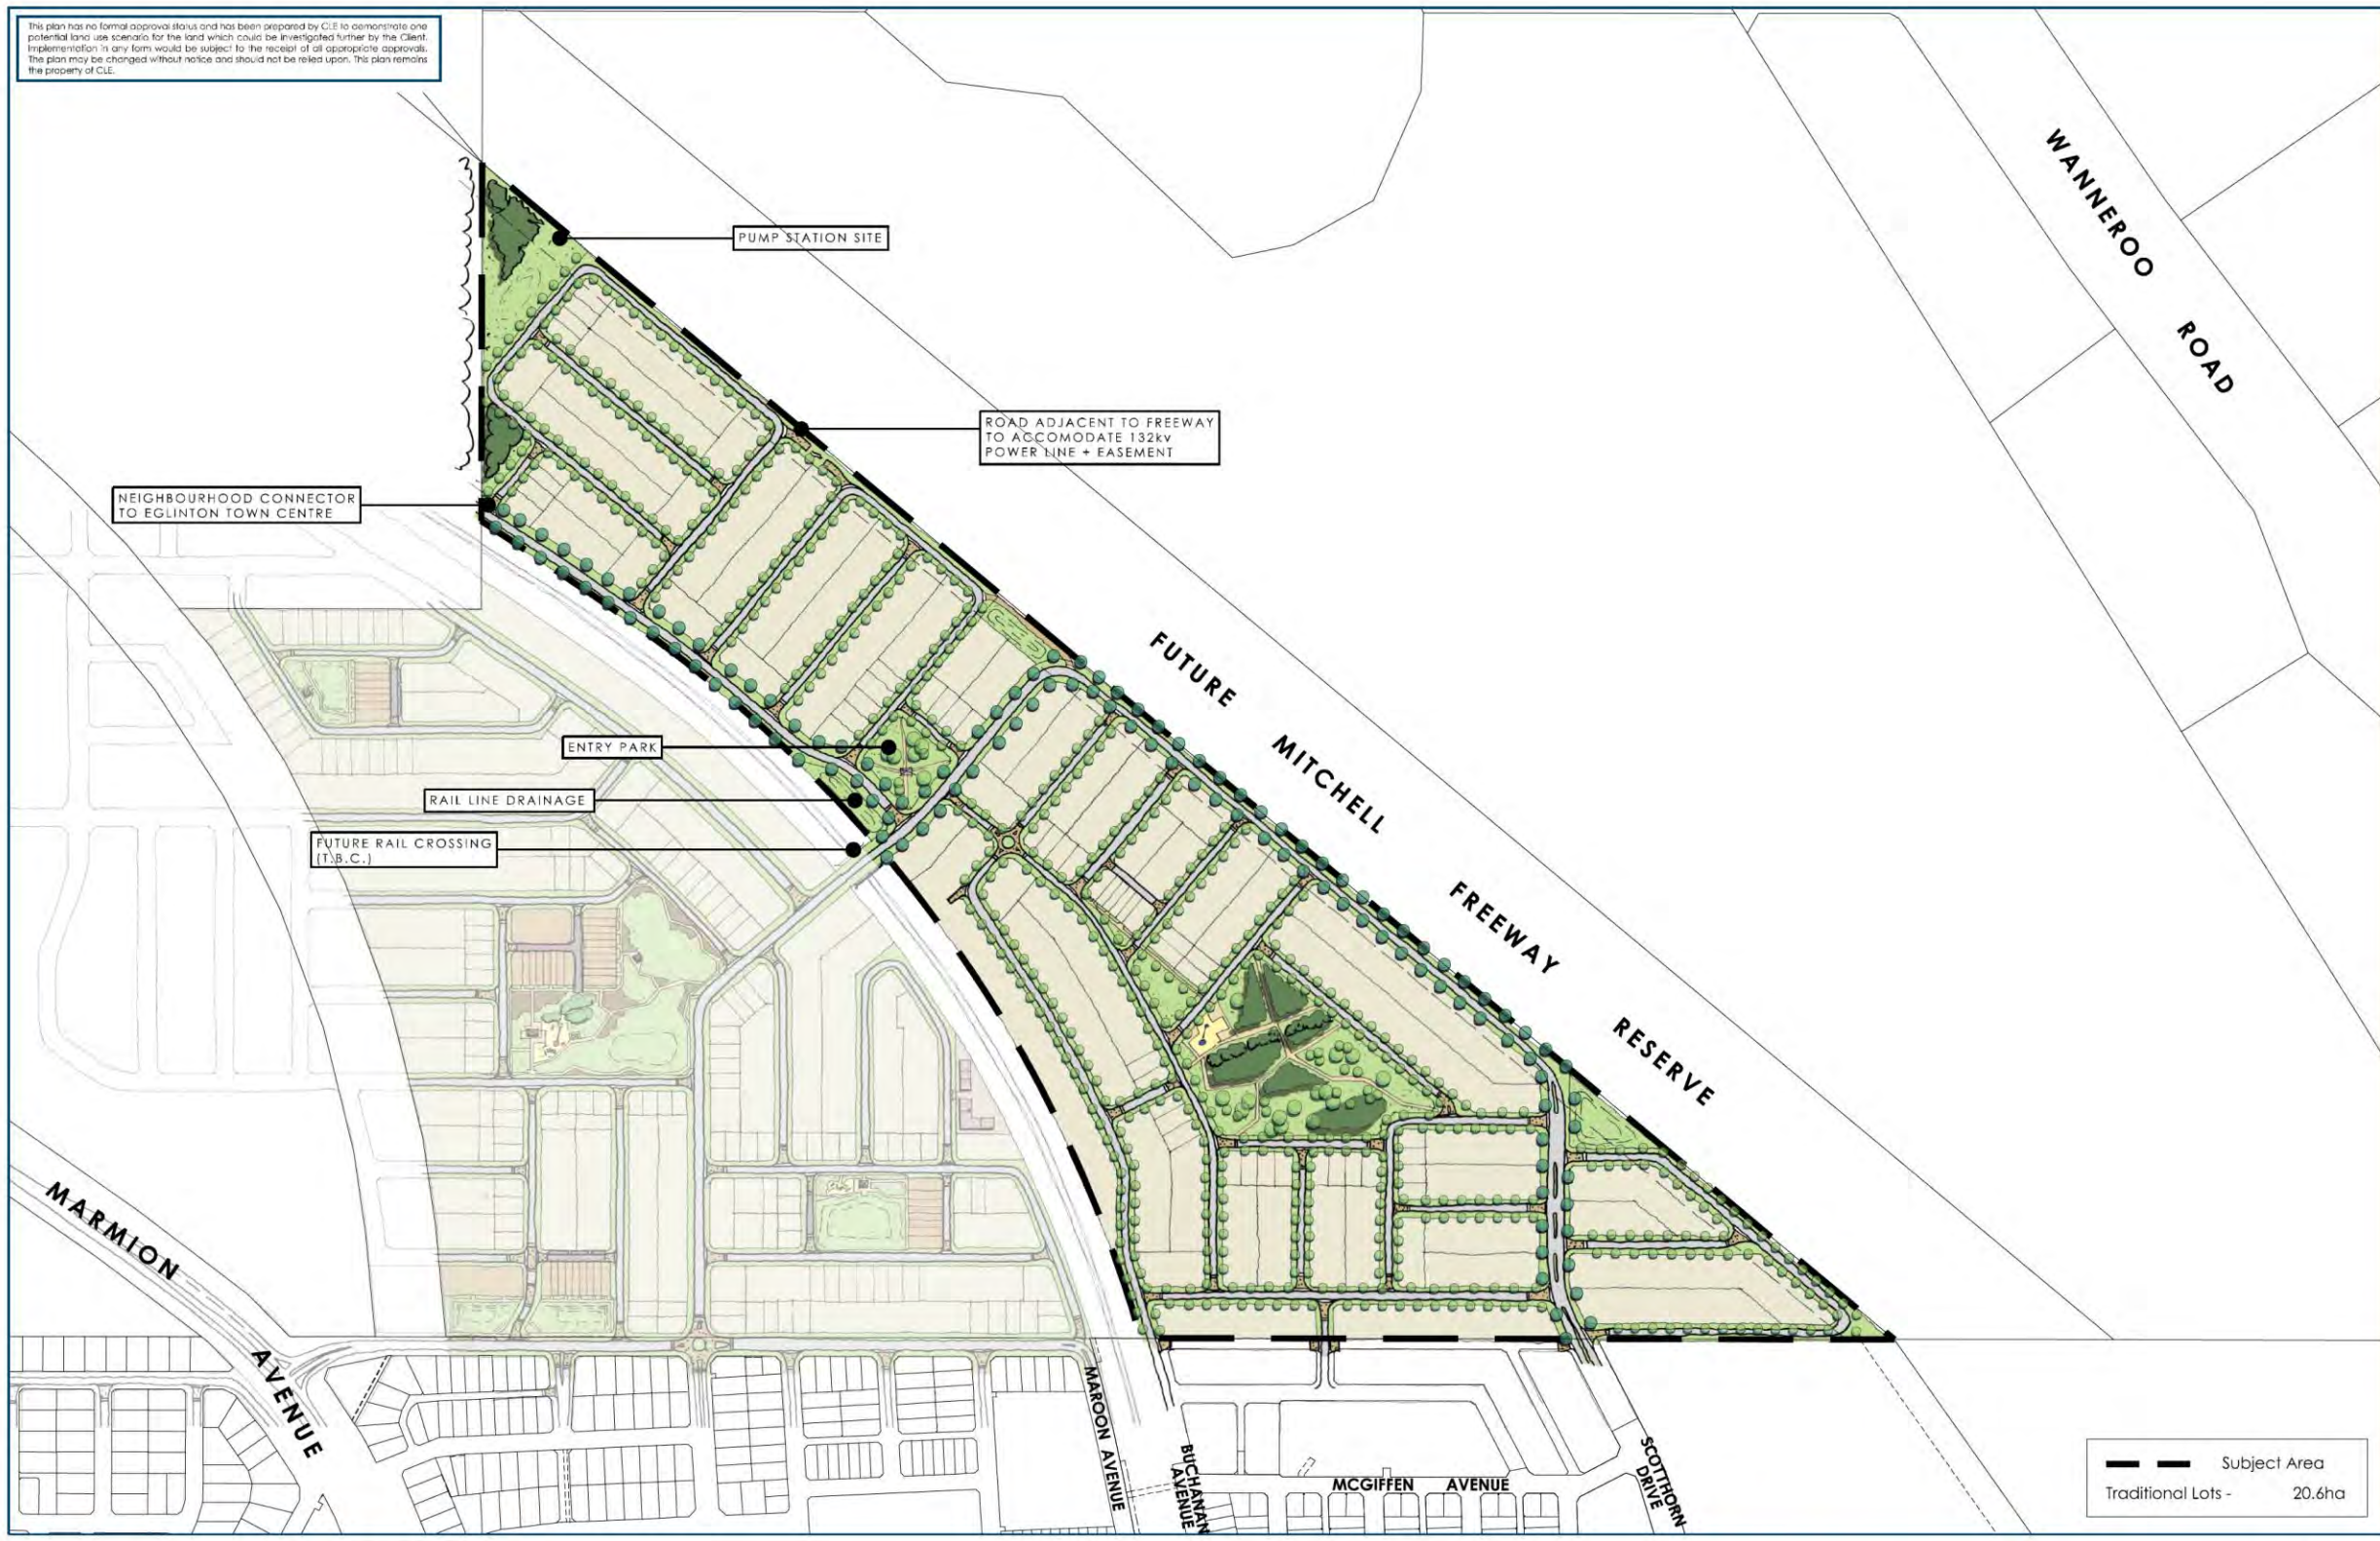 This plan has no formal approval status and has been prepared by CLE to demonstrate one
potential land use scenario for the land which could be investigated further by the Client.
Implementation in any form would be subject to the receipt of all appropriate approvals.
The plan may be changed without notice and should not be relied upon. This plan remains
the property of CLE.
WANNEROO ROAD
PUMP STATION SITE
ROAD ADJACENT TO FREEWAY
TO ACCOMODATE 132kv
POWER LINE + EASEMENT
NEIGHBOURHOOD CONNECTOR
TO EGLINTON TOWN CENTRE
FUTURE MITCHELL FREEWAY RESERVE
ENTRY PARK
RAIL LINE DRAINAGE
FUTURE RAIL CROSSING
(T.B.C.)
MARMION AVENUE
MAROON AVENUE
BUCHANAN
AVENUE
MCGIFFEN AVENUE
SCOTTHORN
DRIVE
Subject Area
Traditional Lots - 20.6ha